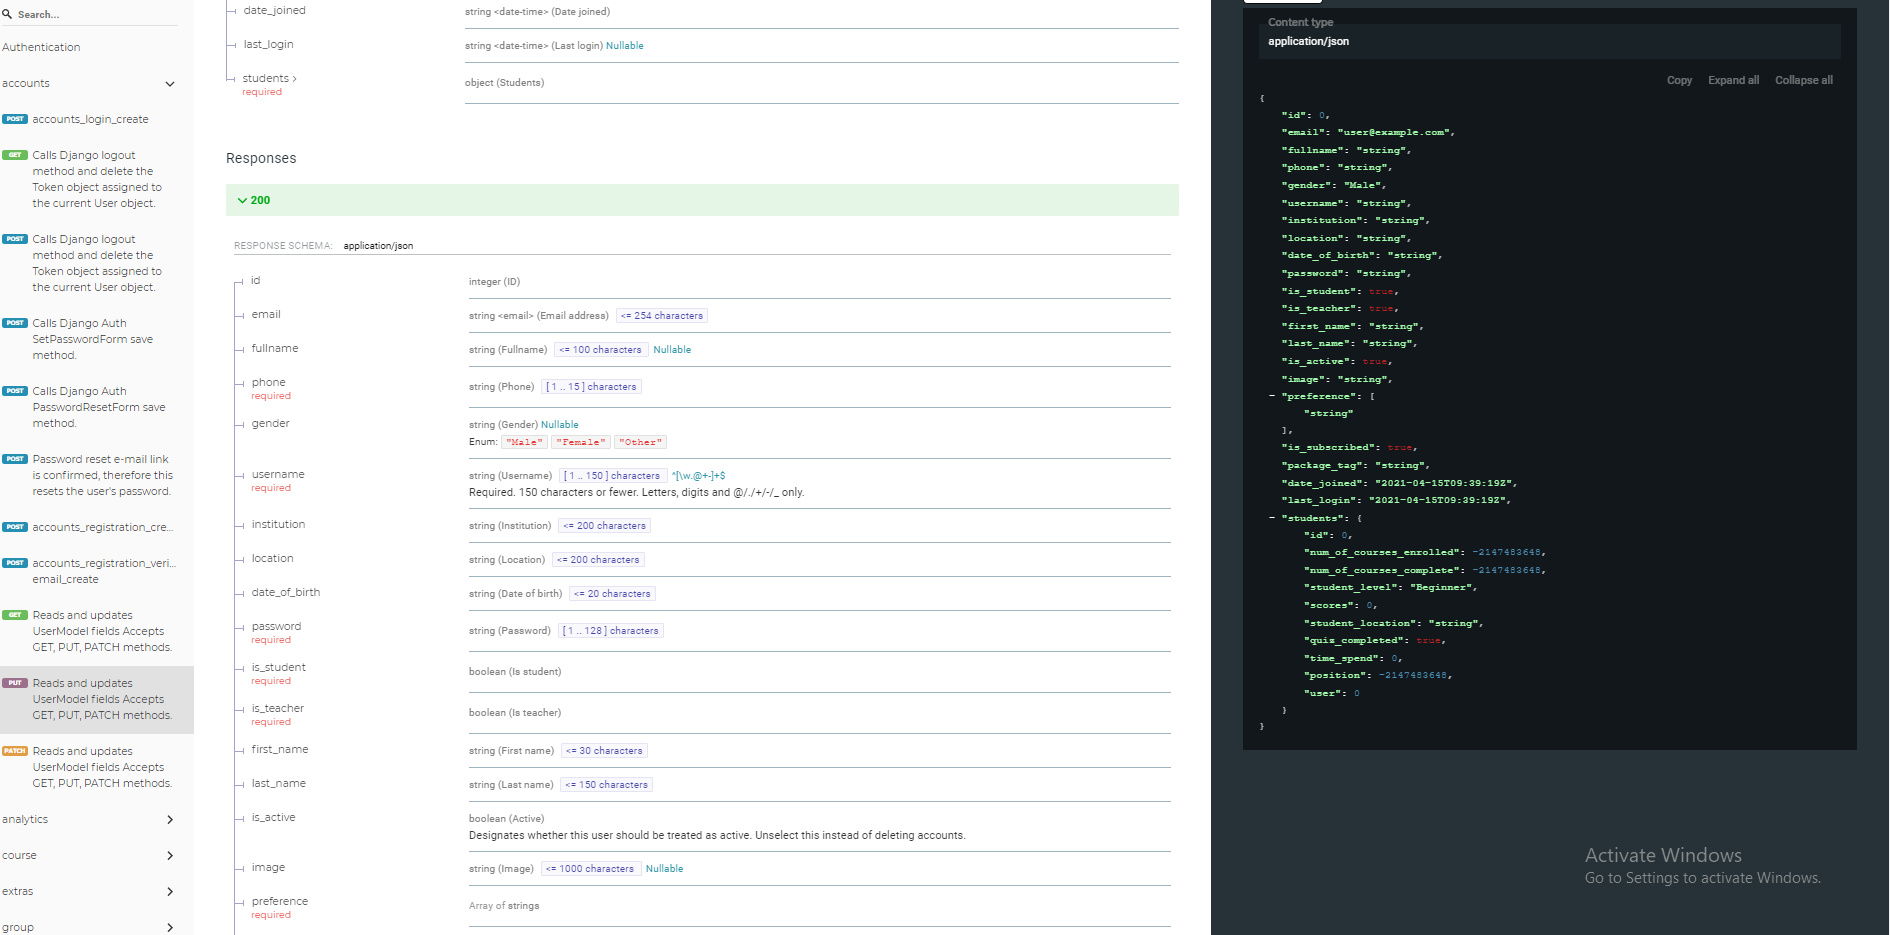 Search...
Authentication
accounts
POST accounts_login_create
GET Calls Django logout
method and delete the
Token object assigned to
the current User object.
POST Calls Django logout
method and delete the
Token object assigned to
the current User object.
POST Calls Django Auth
SetPasswordForm save
method.
POST Calls Django Auth
PasswordResetForm save
method.
POST Password reset e-mail link
is confirmed, therefore this
resets the user's password.
POST accounts_registration_cre...
POST accounts_registration_veri...
email_create
GET Reads and updates
UserModel fields Accepts
GET, PUT, PATCH methods.
PUT Reads and updates
UserModel fields Accepts
GET, PUT, PATCH methods.
PATCH Reads and updates
UserModel fields Accepts
GET, PUT, PATCH methods.
analytics
course
extras
group
date_joined string <date-time> (Date joined)
last_login string <date-time> (Last login) Nullable
students > object (Students)
required
Responses
200
RESPONSE SCHEMA: application/json
id integer (ID)
email string <email> (Email address) <= 254 characters
fullname string (Fullname) <= 100 characters Nullable
phone string (Phone) [ 1 .. 15 ] characters
required
gender string (Gender) Nullable
Enum: "Male" "Female" "Other"
username string (Username) [ 1 .. 150 ] characters ^[\w.@+-]+$
required Required. 150 characters or fewer. Letters, digits and @/./+/-/_ only.
institution string (Institution) <= 200 characters
location string (Location) <= 200 characters
date_of_birth string (Date of birth) <= 20 characters
password string (Password) [ 1 .. 128 ] characters
required
is_student boolean (Is student)
required
is_teacher boolean (Is teacher)
required
first_name string (First name) <= 30 characters
last_name string (Last name) <= 150 characters
is_active boolean (Active)
Designates whether this user should be treated as active. Unselect this instead of deleting accounts.
image string (Image) <= 1000 characters Nullable
preference Array of strings
required
Content type
application/json
Copy Expand all Collapse all
{
"id": 0,
"email": "user@example.com",
"fullname": "string",
"phone": "string",
"gender": "Male",
"username": "string",
"institution": "string",
"location": "string",
"date_of_birth": "string",
"password": "string",
"is_student": true,
"is_teacher": true,
"first_name": "string",
"last_name": "string",
"is_active": true,
"image": "string",
- "preference": [
"string"
],
"is_subscribed": true,
"package_tag": "string",
"date_joined": "2021-04-15T09:39:19Z",
"last_login": "2021-04-15T09:39:19Z",
- "students": {
"id": 0,
"num_of_courses_enrolled": -2147483648,
"num_of_courses_complete": -2147483648,
"student_level": "Beginner",
"scores": 0,
"student_location": "string",
"quiz_completed": true,
"time_spend": 0,
"position": -2147483648,
"user": 0
}
}
Activate Windows
Go to Settings to activate Windows.